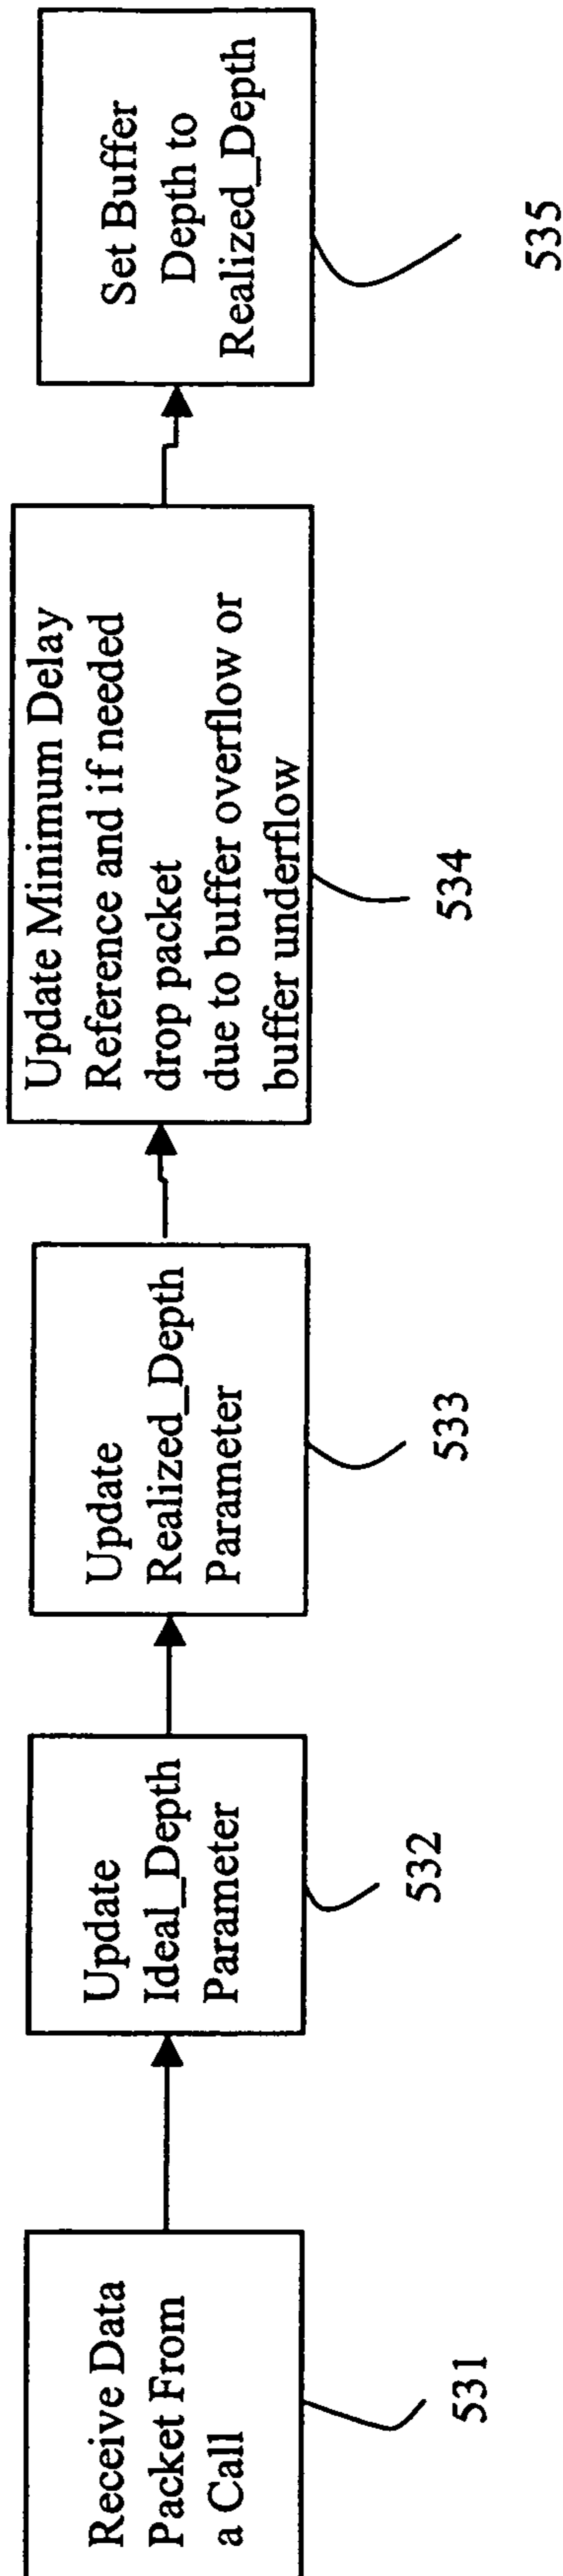 Receive Data
Packet From
a Call
531
Update
Ideal_Depth
Parameter
532
Update
Realized_Depth
Parameter
533
Update Minimum Delay
Reference and if needed
drop packet
due to buffer overflow or
buffer underflow
534
Set Buffer
Depth to
Realized_Depth
535